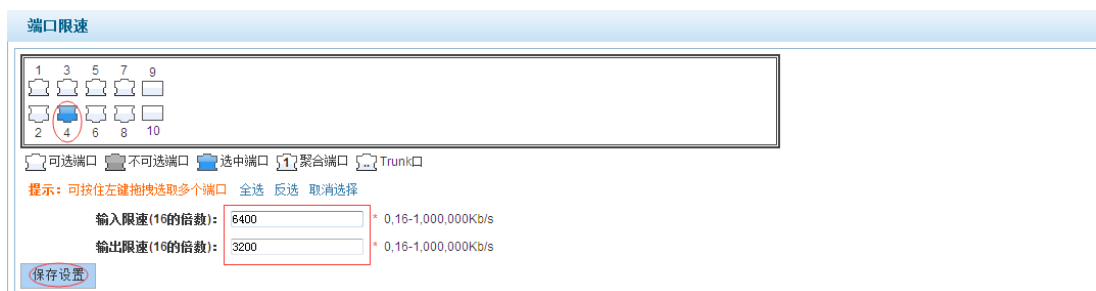 端口限速
1 3 5 7 9
2 4 6 8 10
可选端口 不可选端口 选中端口 1 聚合端口 .. Trunk口
提示：可按住左键拖拽选取多个端口 全选 反选 取消选择
输入限速(16的倍数)： 6400 * 0,16-1,000,000Kb/s
输出限速(16的倍数)： 3200 * 0,16-1,000,000Kb/s
保存设置